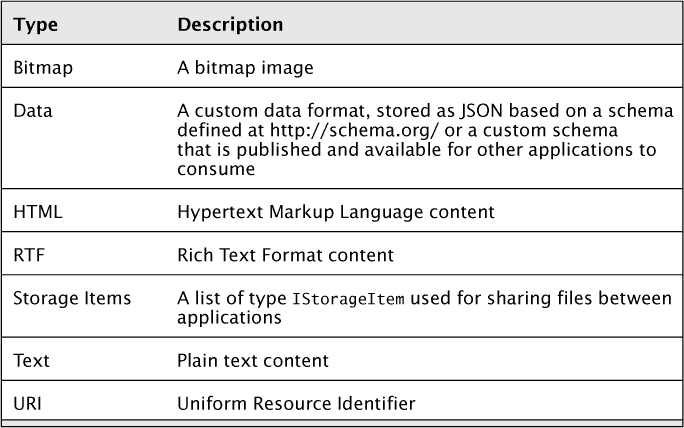 Type Description
Bitmap A bitmap image
Data A custom data format, stored as JSON based on a schema
defined at http://schema.org/ or a custom schema
that is published and available for other applications to
consume
HTML Hypertext Markup Language content
RTF Rich Text Format content
Storage Items A list of type IStorageItem used for sharing files between
applications
Text Plain text content
URI Uniform Resource Identifier